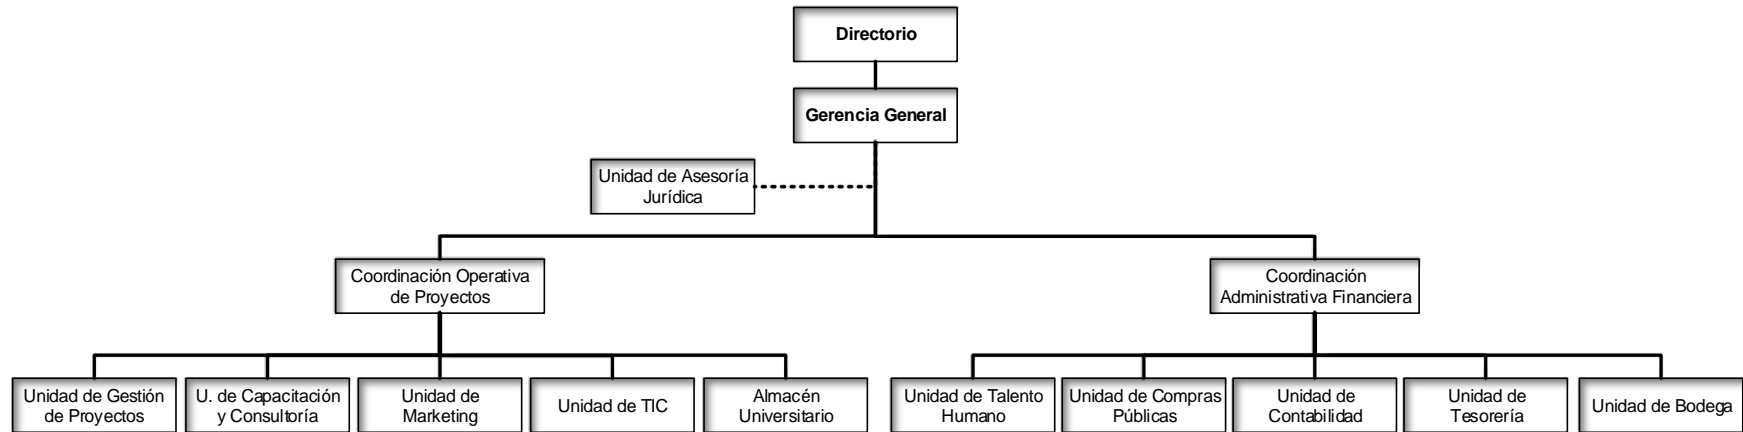 Directorio
Gerencia General
Unidad de Asesoría
Jurídica
Coordinación Operativa
de Proyectos
Coordinación
Administrativa Financiera
Unidad de Gestión
de Proyectos
U. de Capacitación
y Consultoría
Unidad de
Marketing
Unidad de TIC
Almacén
Universitario
Unidad de Talento
Humano
Unidad de Compras
Públicas
Unidad de
Contabilidad
Unidad de
Tesorería
Unidad de Bodega